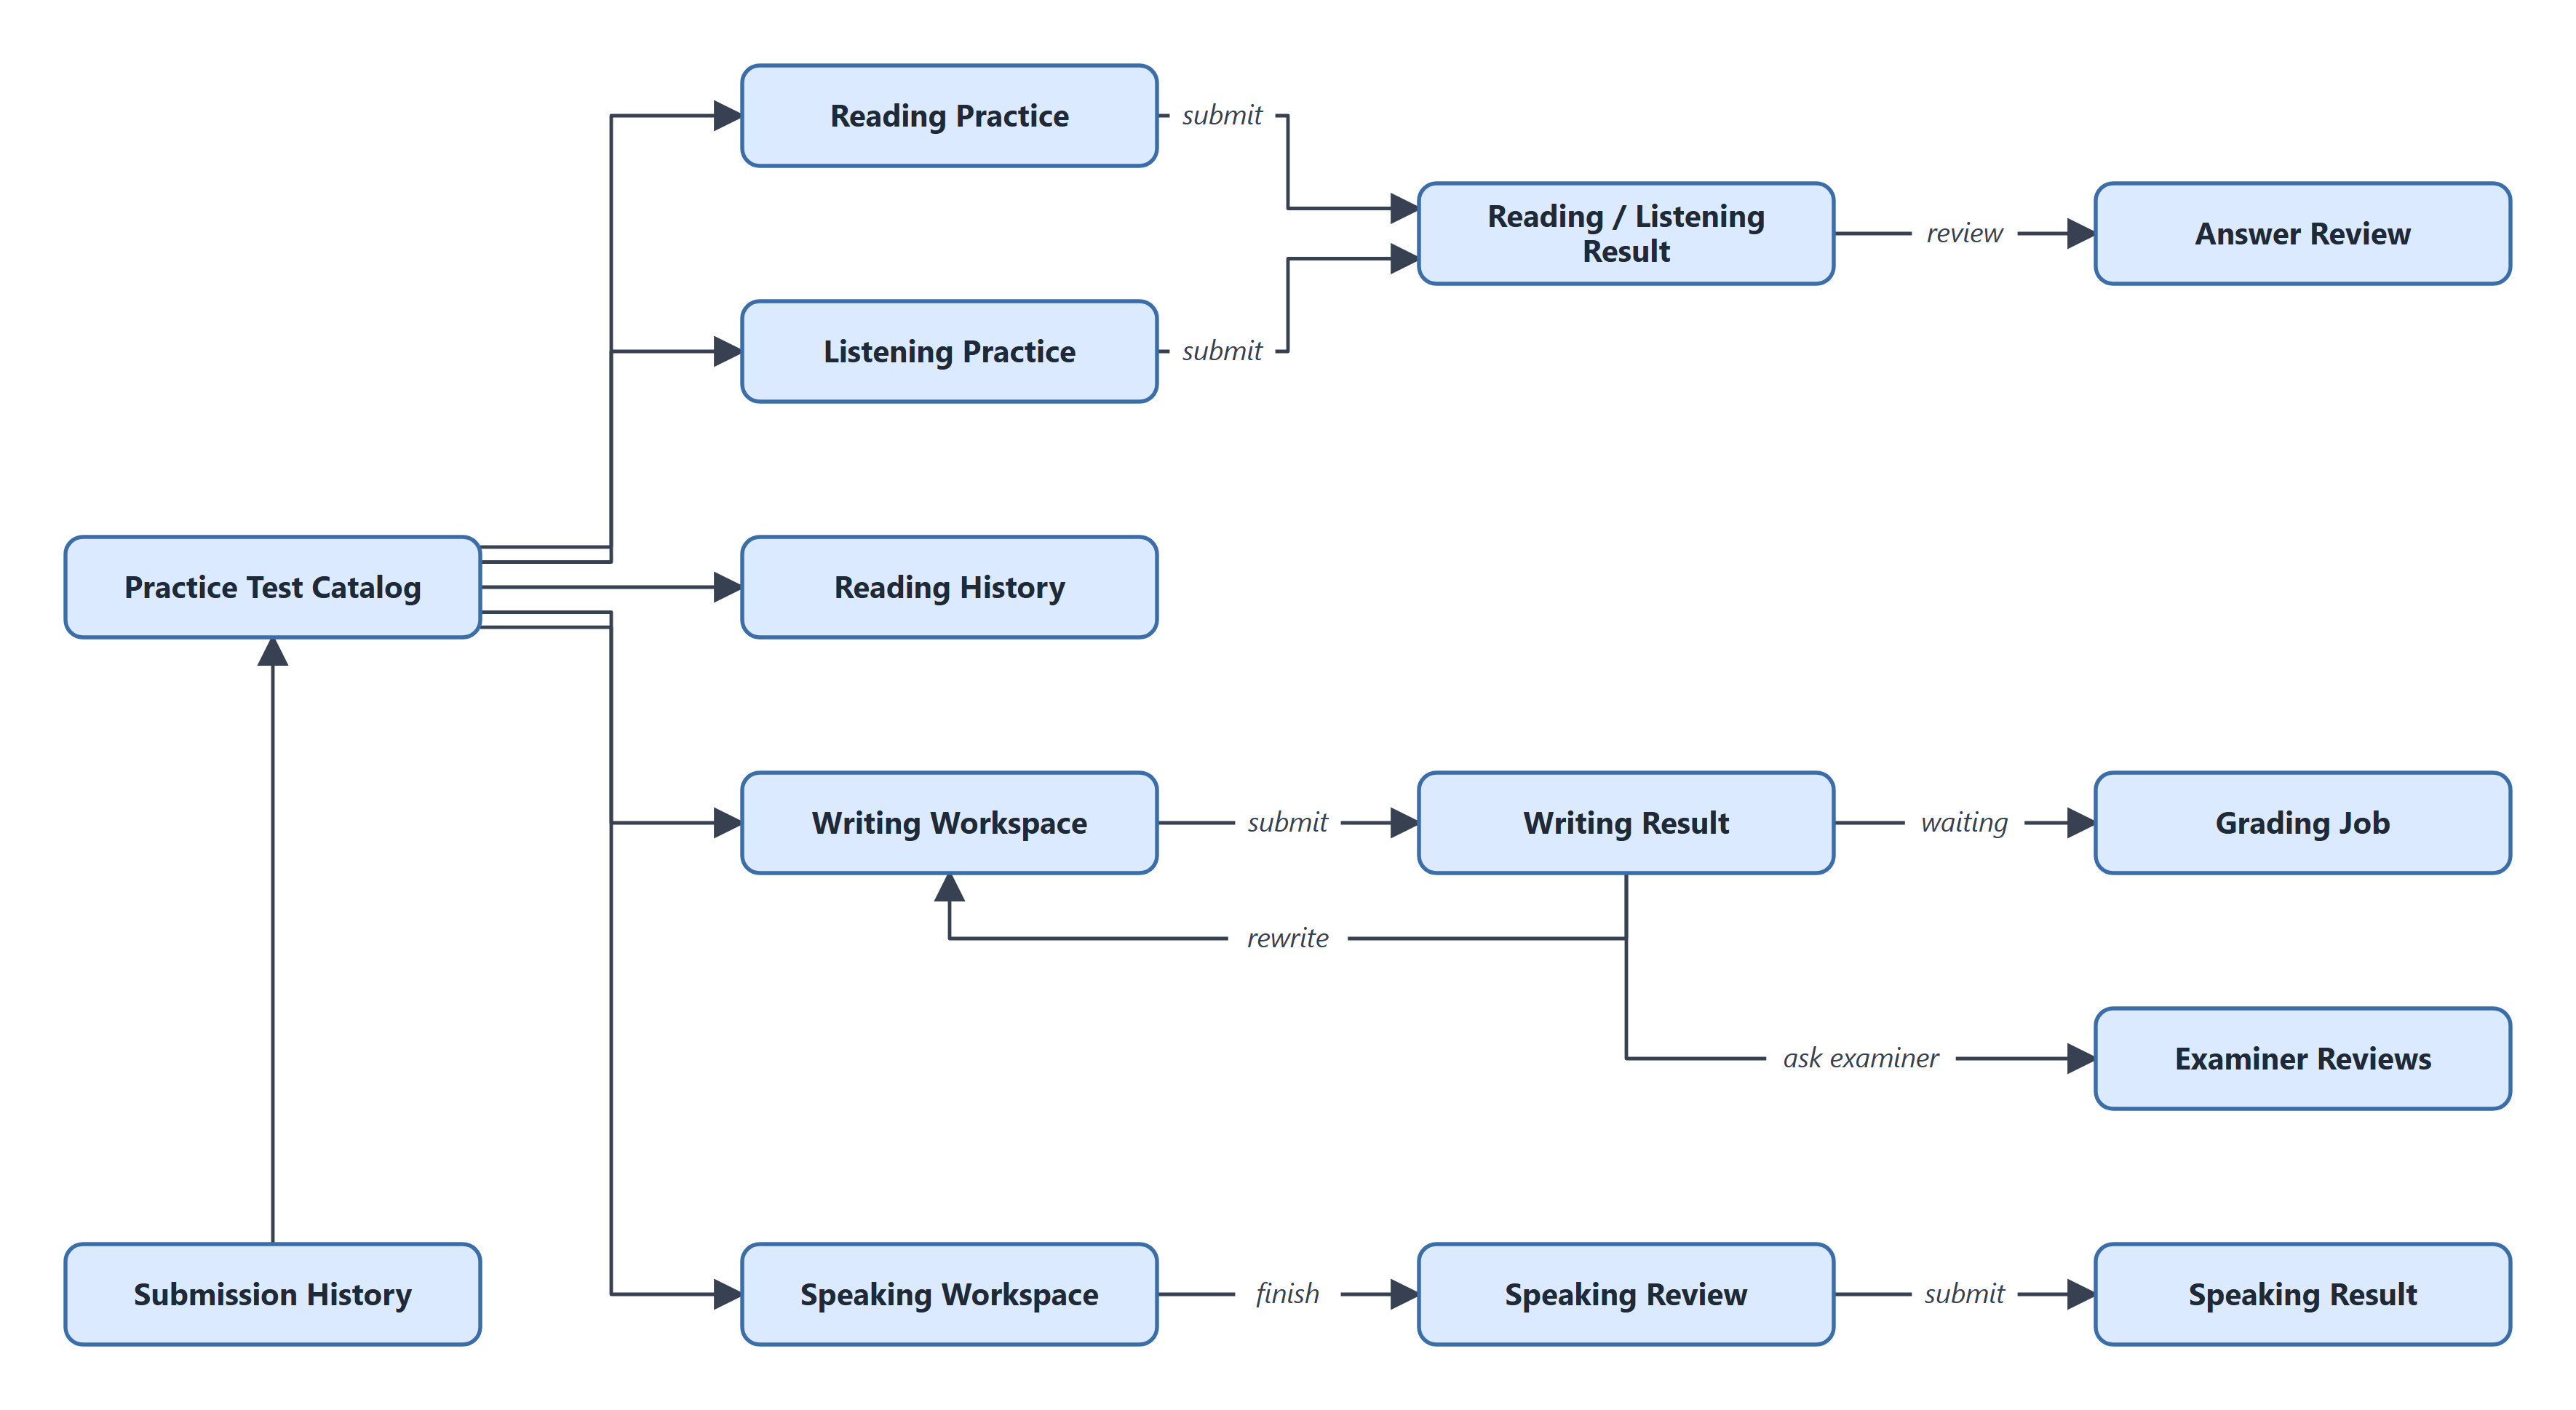 Reading Practice
submit
Reading / Listening
Result
review
Answer Review
Listening Practice
submit
Practice Test Catalog
Reading History
Writing Workspace
submit
Writing Result
waiting
Grading Job
rewrite
ask examiner
Examiner Reviews
Submission History
Speaking Workspace
finish
Speaking Review
submit
Speaking Result